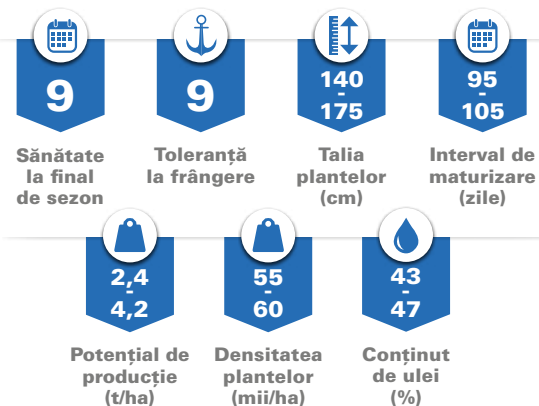 9
Sănătate
la final
de sezon
9
Toleranță
la frângere
140
-
175
Talia
plantelor
(cm)
95
-
105
Interval de
maturizare
(zile)
2,4
-
4,2
Potențial de
producție
(t/ha)
55
-
60
Densitatea
plantelor
(mii/ha)
43
-
47
Conținut
de ulei
(%)